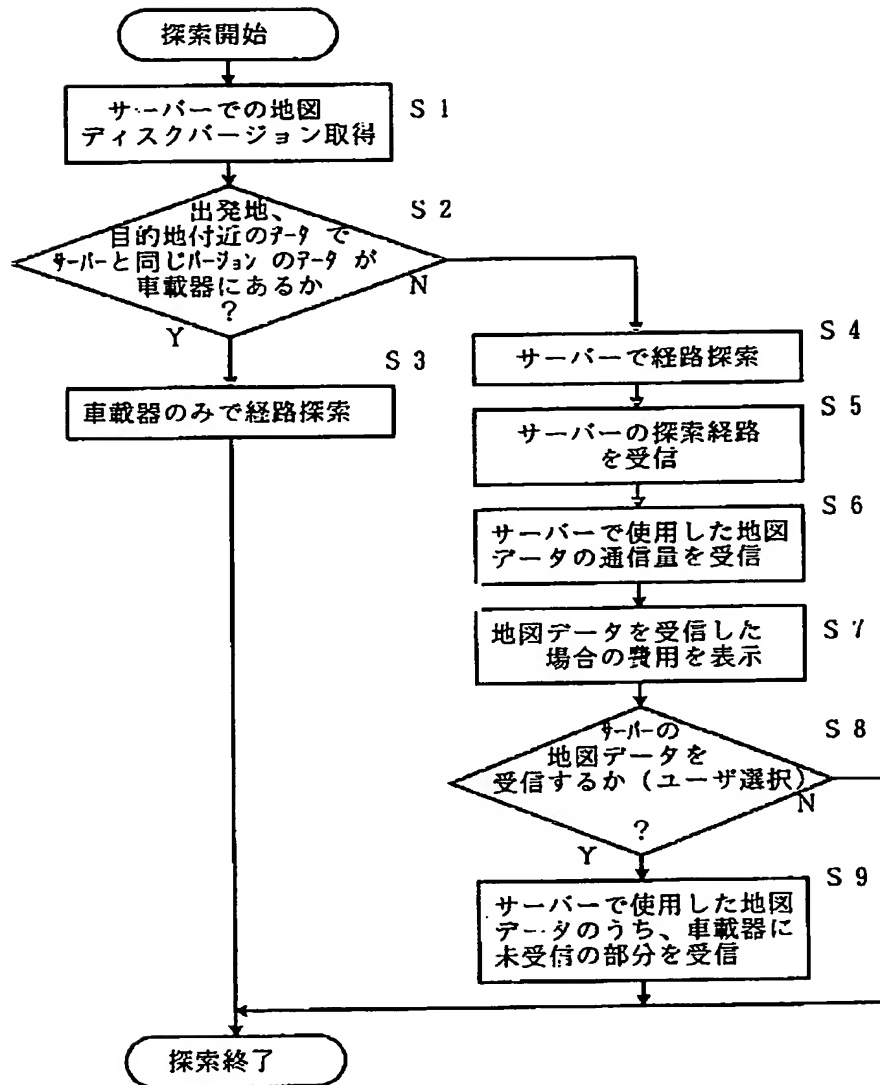 探索開始
サーバーでの地図
ディスクバージョン取得
S 1
出発地、
目的地付近のデータで
サーバーと同じバージョンのデータが
車載器にあるか
?
S 2
Y
N
S 3
車載器のみで経路探索
S 4
サーバーで経路探索
S 5
サーバーの探索経路
を受信
S 6
サーバーで使用した地図
データの通信量を受信
S 7
地図データを受信した
場合の費用を表示
S 8
サーバーの
地図データを
受信するか（ユーザ選択）
?
N
Y
S 9
サーバーで使用した地図
データのうち、車載器に
未受信の部分を受信
探索終了